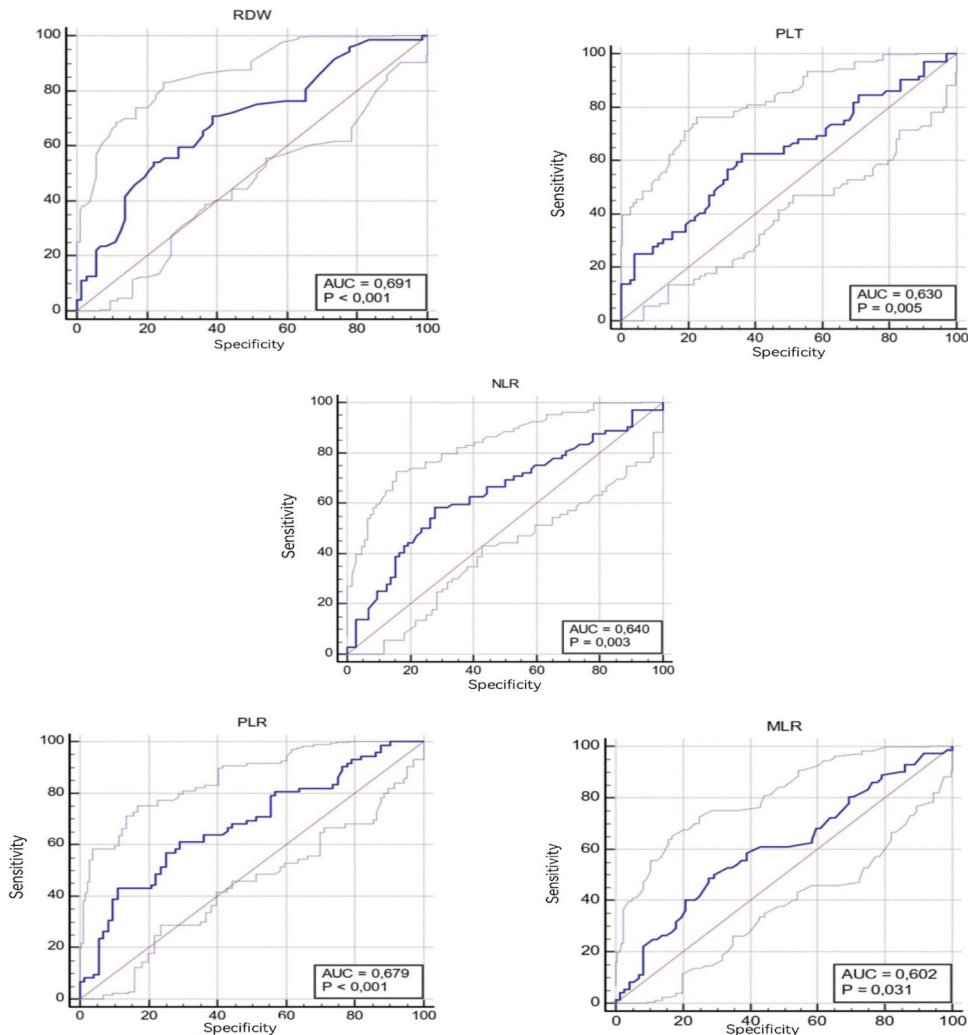 RDW
100
80
60
40
20
0
AUC = 0,691
P < 0,001
0 20 40 60 80 100
Specificity
PLT
Sensitivity
100
80
60
40
20
0
AUC = 0,630
P = 0,005
0 20 40 60 80 100
Specificity
NLR
Sensitivity
100
80
60
40
20
0
AUC = 0,640
P = 0,003
0 20 40 60 80 100
Specificity
PLR
Sensitivity
100
80
60
40
20
0
AUC = 0,679
P < 0,001
0 20 40 60 80 100
Specificity
MLR
Sensitivity
100
80
60
40
20
0
AUC = 0,602
P = 0,031
0 20 40 60 80 100
Specificity